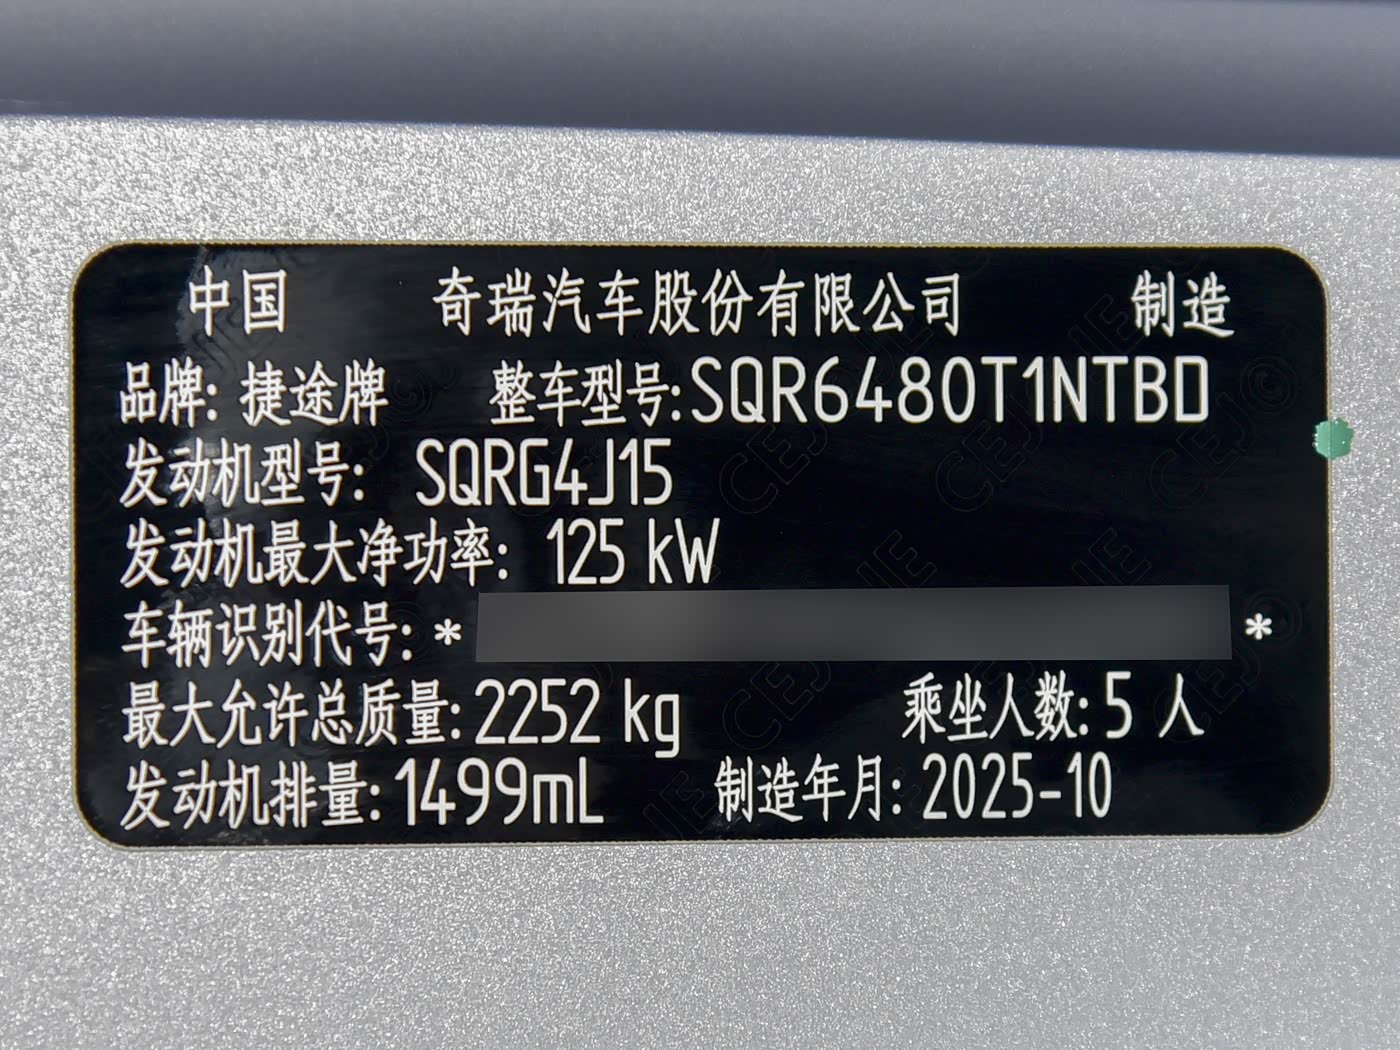 中国 奇瑞汽车股份有限公司 制造
品牌: 捷途牌 整车型号:SQR6480T1NTBD
发动机型号: SQRG4J15
发动机最大净功率: 125 kW
车辆识别代号: * *
最大允许总质量: 2252 kg 乘坐人数: 5 人
发动机排量: 1499mL 制造年月: 2025-10